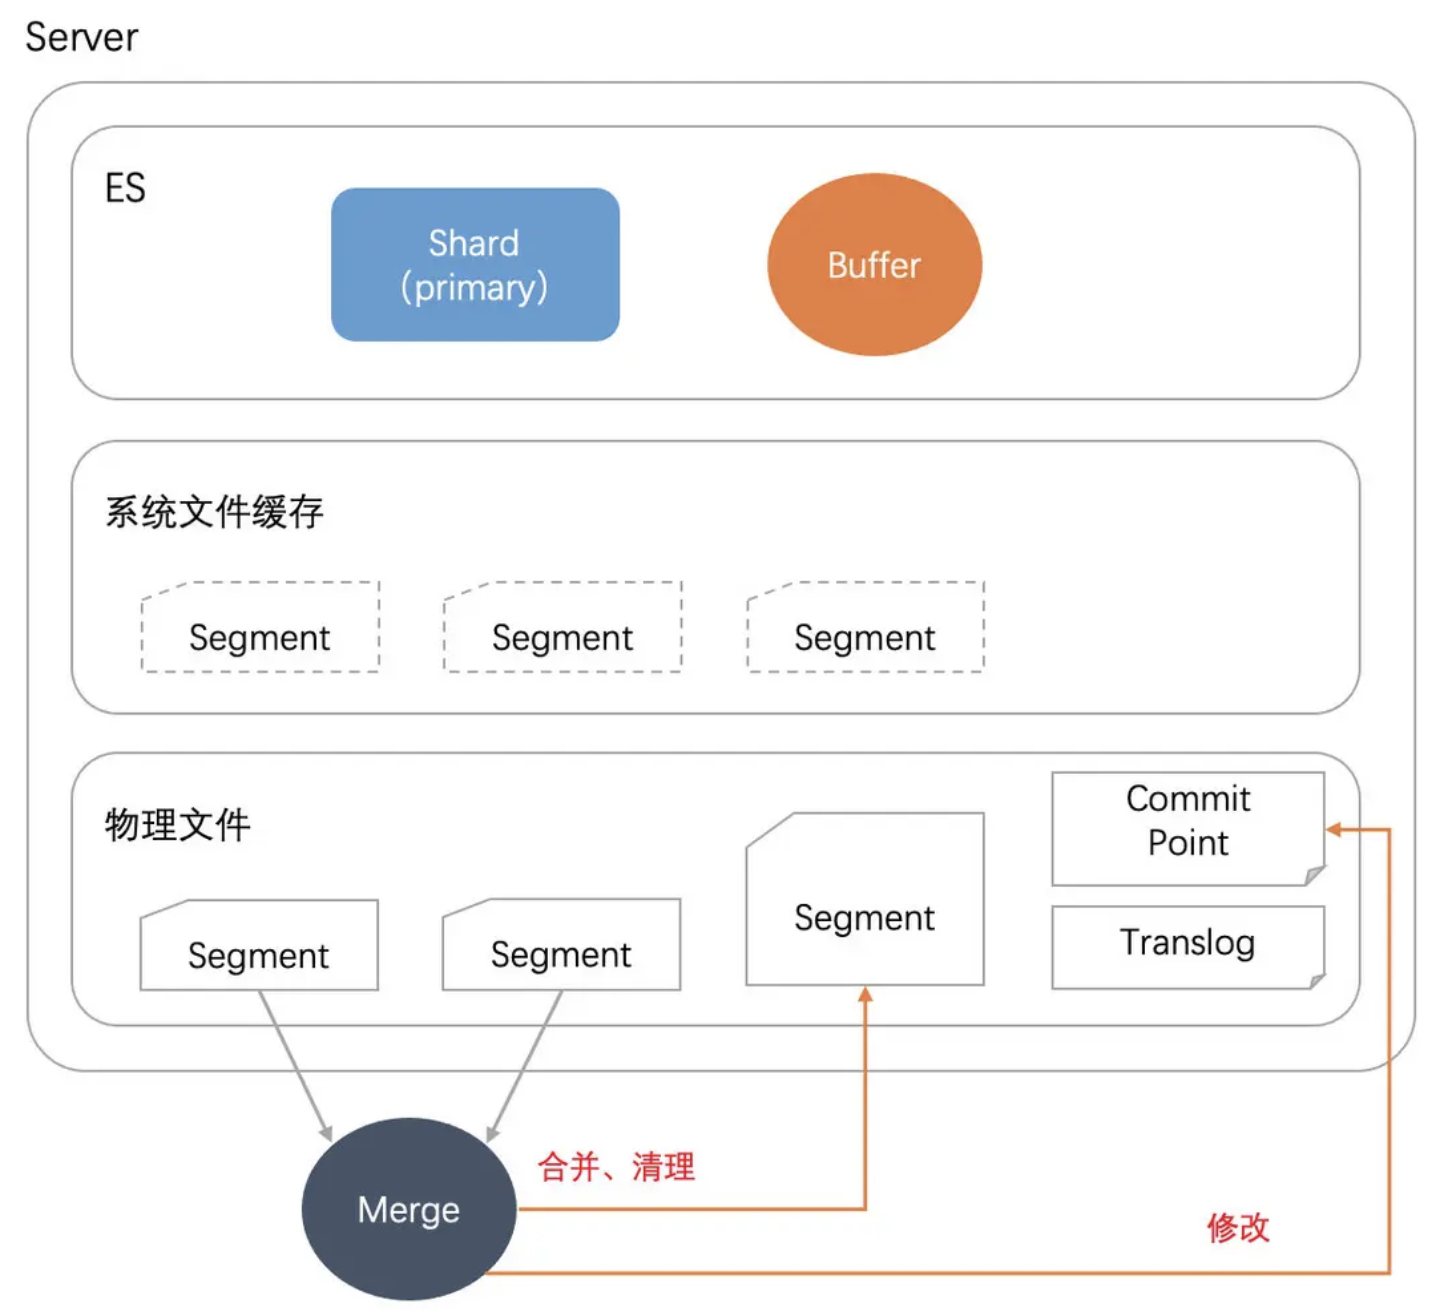 Server
ES
Shard
(primary)
Buffer
系统文件缓存
Segment
Segment
Segment
物理文件
Commit
Point
Segment
Segment
Segment
Translog
合并、清理
Merge
修改